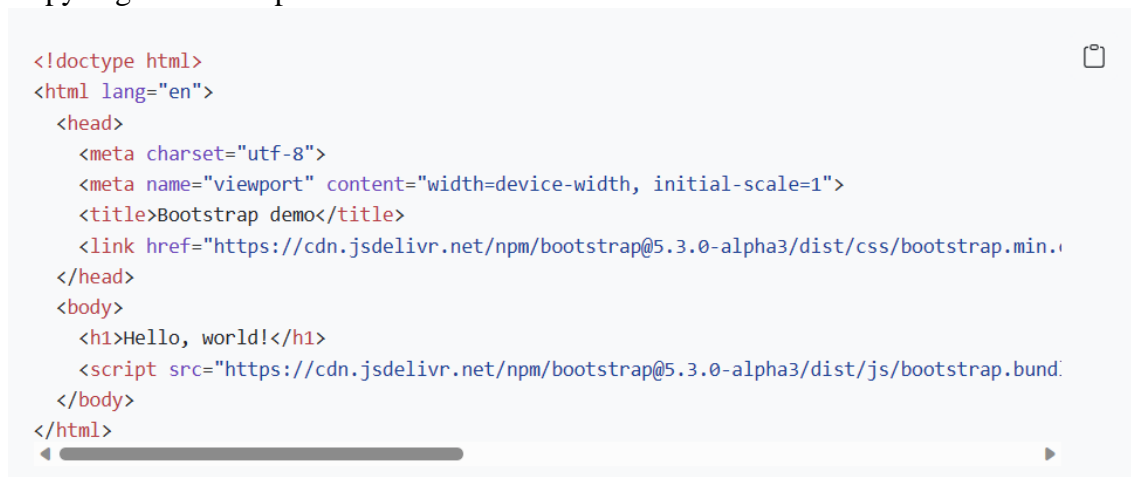 <!doctype html>
<html lang="en">
<head>
<meta charset="utf-8">
<meta name="viewport" content="width=device-width, initial-scale=1">
<title>Bootstrap demo</title>
<link href="https://cdn.jsdelivr.net/npm/bootstrap@5.3.0-alpha3/dist/css/bootstrap.min.
</head>
<body>
<h1>Hello, world!</h1>
<script src="https://cdn.jsdelivr.net/npm/bootstrap@5.3.0-alpha3/dist/js/bootstrap.bund
</body>
</html>